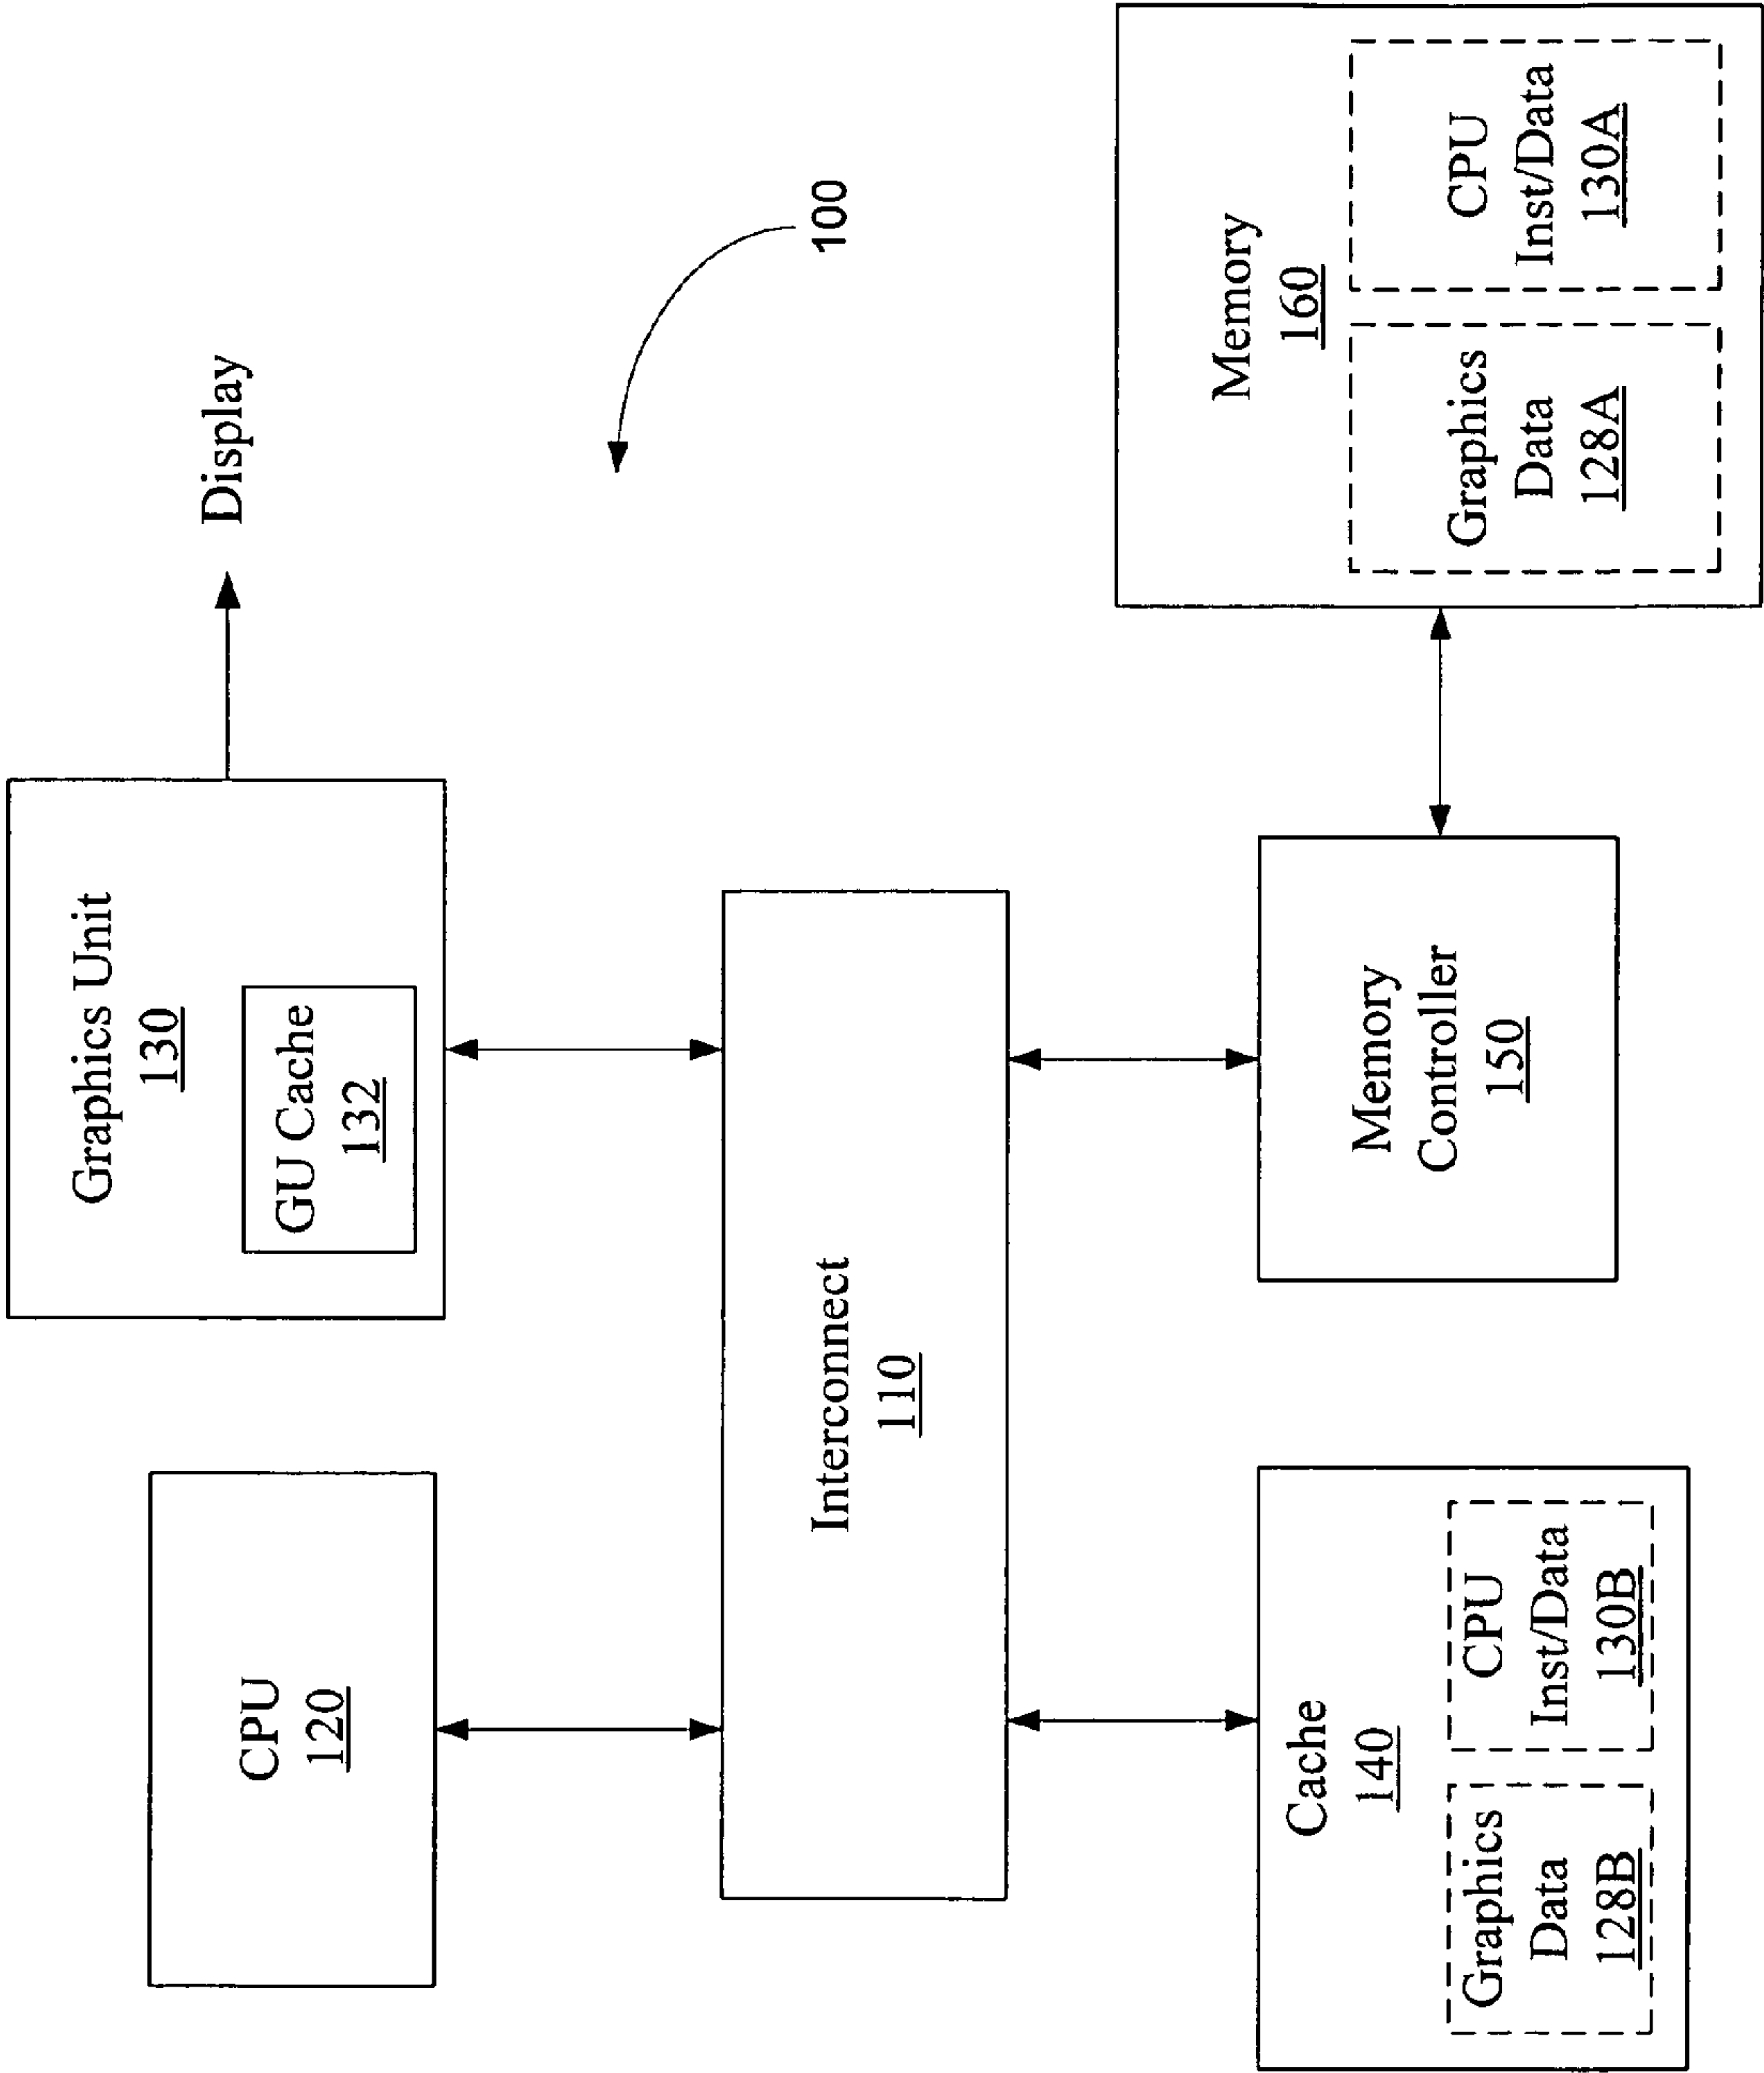 CPU
120
Graphics Unit
130
GU Cache
132
Display
Interconnect
110
100
Cache
140
Graphics
Data
128B
CPU
Inst/Data
130B
Memory
Controller
150
Memory
160
Graphics
Data
128A
CPU
Inst/Data
130A